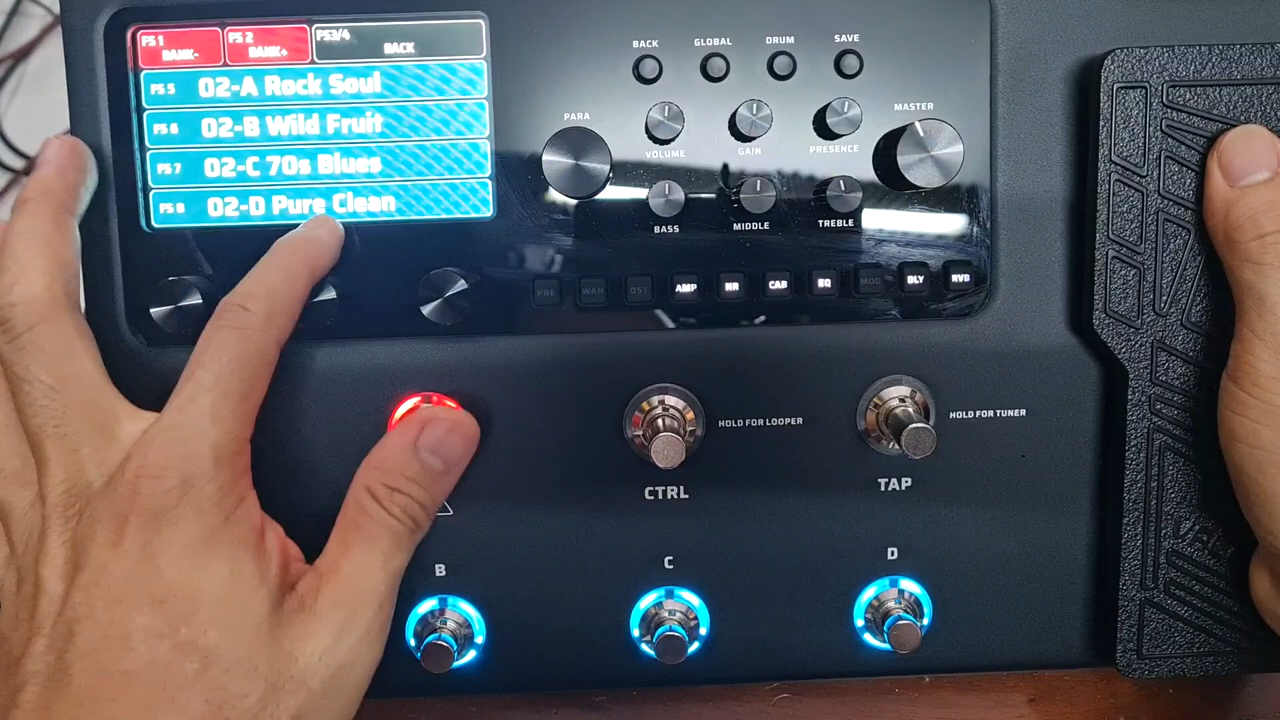 FS 1
BANK-
FS 2
BANK+
FS3/4
BACK
FS 5 02-A Rock Soul
FS 6 02-B Wild Fruit
FS 7 02-C 70s Blues
FS 8 02-D Pure Clean
BACK GLOBAL DRUM SAVE
PARA
MASTER
VOLUME GAIN PRESENCE
BASS MIDDLE TREBLE
PRE WAH DST AMP NR CAB EQ MOD DLY RVB
HOLD FOR LOOPER
HOLD FOR TUNER
CTRL TAP
B C D